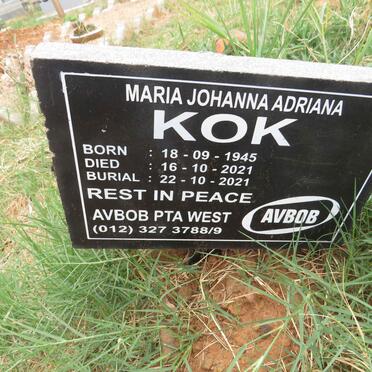 MARIA JOHANNA ADRIANA
KOK
BORN : 18 - 09 - 1945
DIED : 16 - 10 - 2021
BURIAL : 22 - 10 - 2021
REST IN PEACE
AVBOB PTA WEST
(012) 327 3788/9
AVBOB